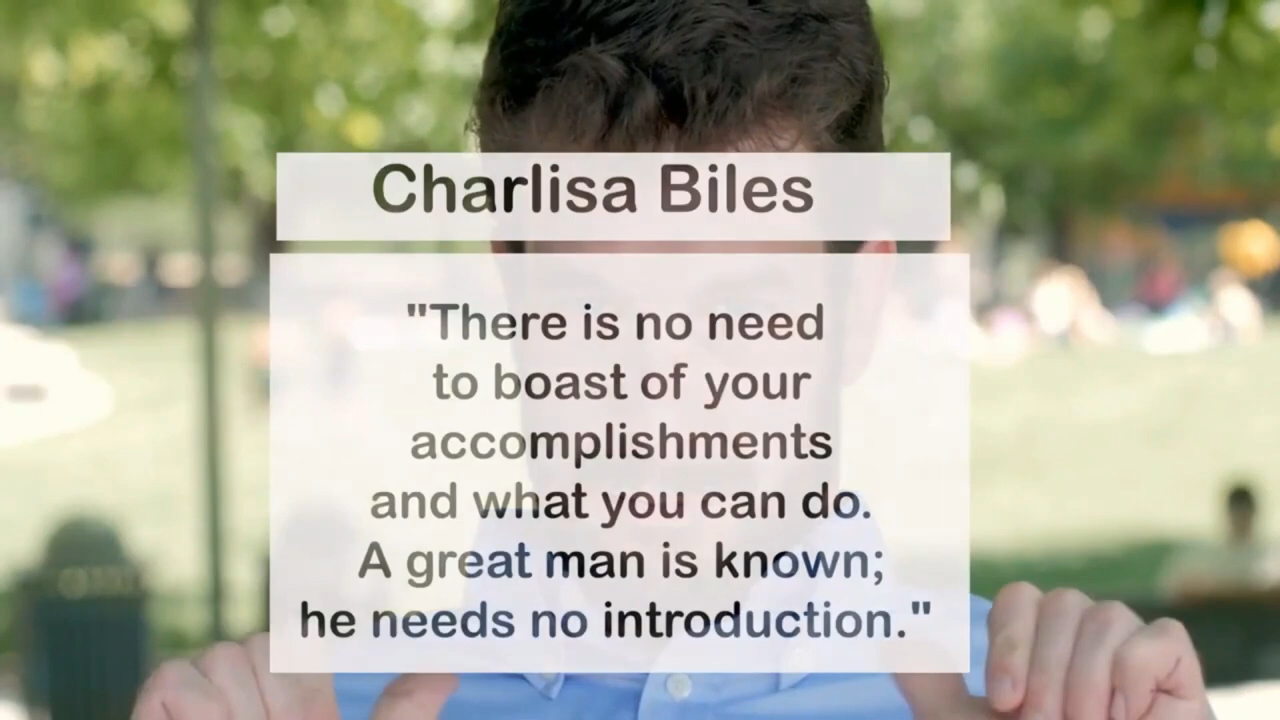 Charlisa Biles
"There is no need
to boast of your
accomplishments
and what you can do.
A great man is known;
he needs no introduction."